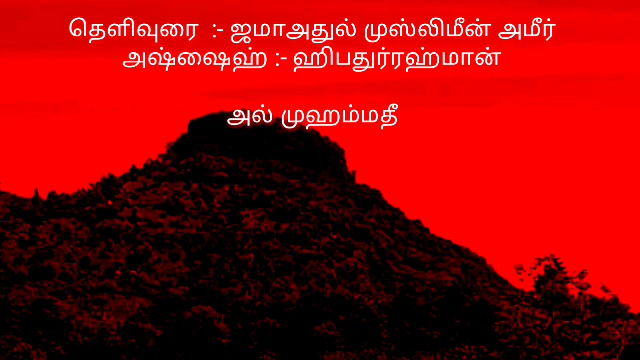 தெளிவுரை :- ஜமாஅதுல் முஸ்லிமீன் அமீர்
அஷ்ஷைஹ் :- ஹிபதுர்ரஹ்மான்
அல் முஹம்மதீ